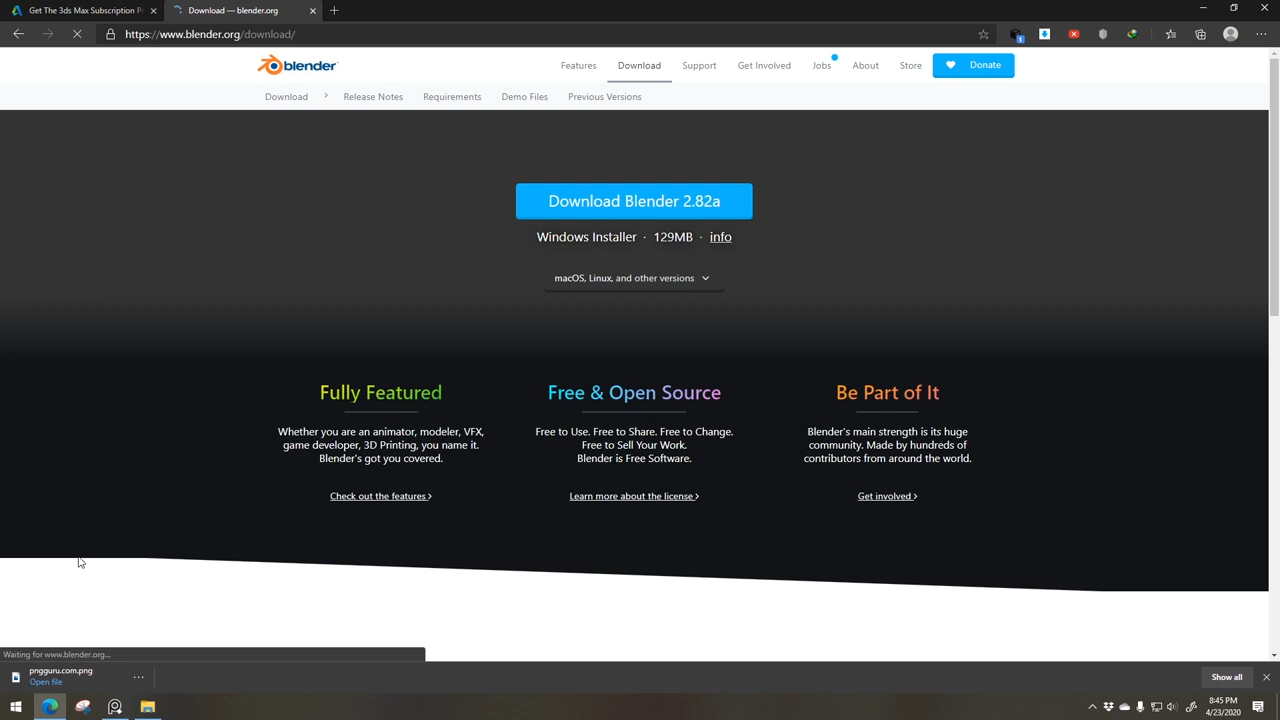 Get The 3ds Max Subscription P
Download — blender.org
https://www.blender.org/download/
1
blender
Features
Download
Support
Get Involved
Jobs
About
Store
Donate
Download
Release Notes
Requirements
Demo Files
Previous Versions
Download Blender 2.82a
Windows Installer · 129MB · info
macOS, Linux, and other versions
Fully Featured
Whether you are an animator, modeler, VFX,
game developer, 3D Printing, you name it.
Blender's got you covered.
Check out the features ›
Free & Open Source
Free to Use. Free to Share. Free to Change.
Free to Sell Your Work.
Blender is Free Software.
Learn more about the license ›
Be Part of It
Blender's main strength is its huge
community. Made by hundreds of
contributors from around the world.
Get involved ›
Waiting for www.blender.org...
pngguru.com.png
Open file
Show all
8:45 PM
4/23/2020